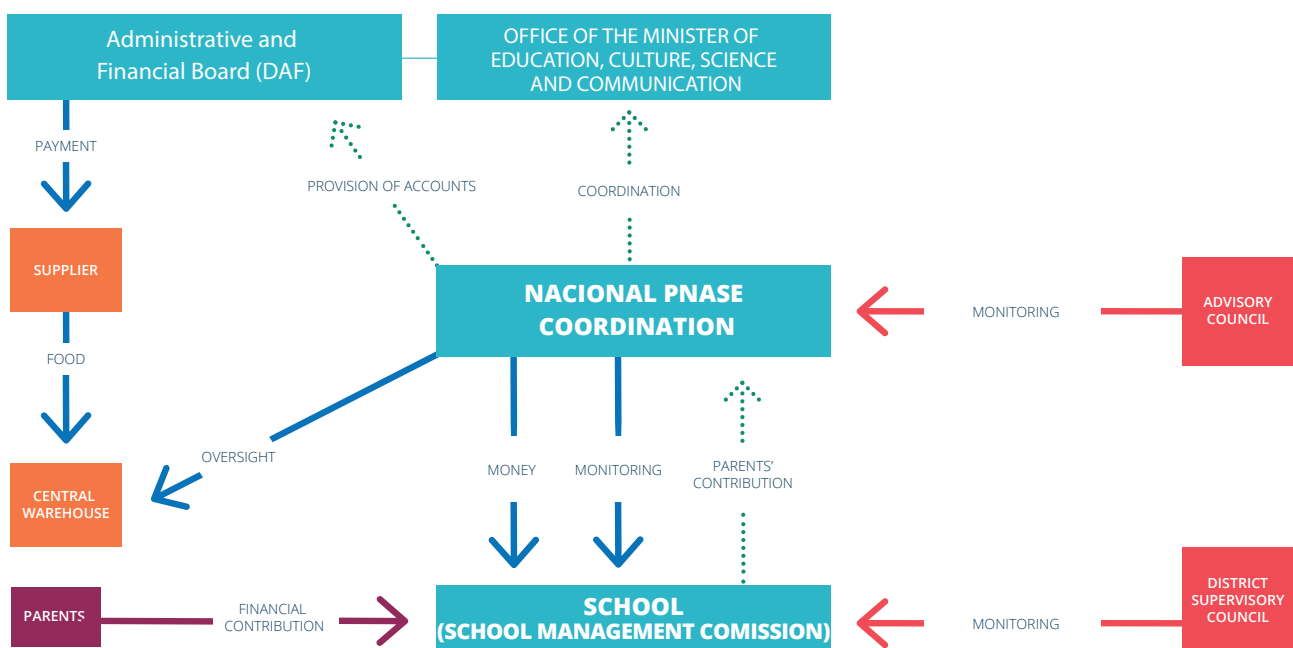 Administrative and
Financial Board (DAF)
OFFICE OF THE MINISTER OF
EDUCATION, CULTURE, SCIENCE
AND COMMUNICATION
PAYMENT
PROVISION OF ACCOUNTS
COORDINATION
SUPPLIER
NACIONAL PNASE
COORDINATION
MONITORING
ADVISORY
COUNCIL
FOOD
OVERSIGHT
MONEY
MONITORING
PARENTS'
CONTRIBUTION
CENTRAL
WAREHOUSE
PARENTS
FINANCIAL
CONTRIBUTION
SCHOOL
(SCHOOL MANAGEMENT COMISSION)
MONITORING
DISTRICT
SUPERVISORY
COUNCIL